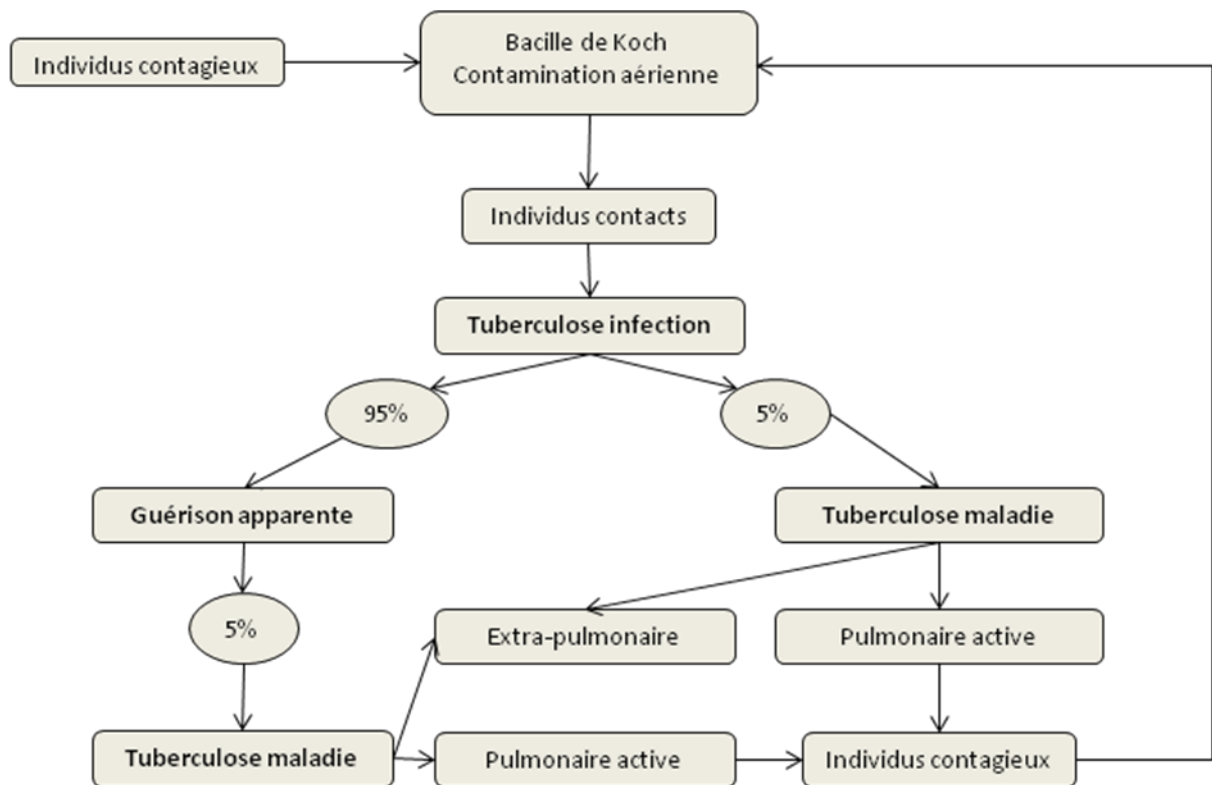 Individus contagieux
Bacille de Koch
Contamination aérienne
Individus contacts
Tuberculose infection
95%
5%
Guérison apparente
Tuberculose maladie
5%
Extra-pulmonaire
Pulmonaire active
Tuberculose maladie
Pulmonaire active
Individus contagieux